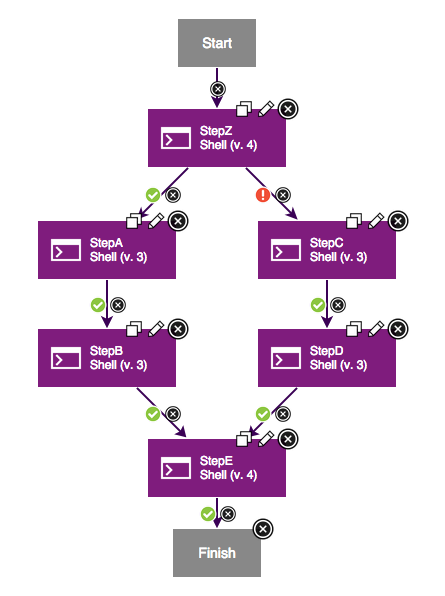 Start
StepZ
Shell (v. 4)
StepA
Shell (v. 3)
StepC
Shell (v. 3)
StepB
Shell (v. 3)
StepD
Shell (v. 3)
StepE
Shell (v. 4)
Finish